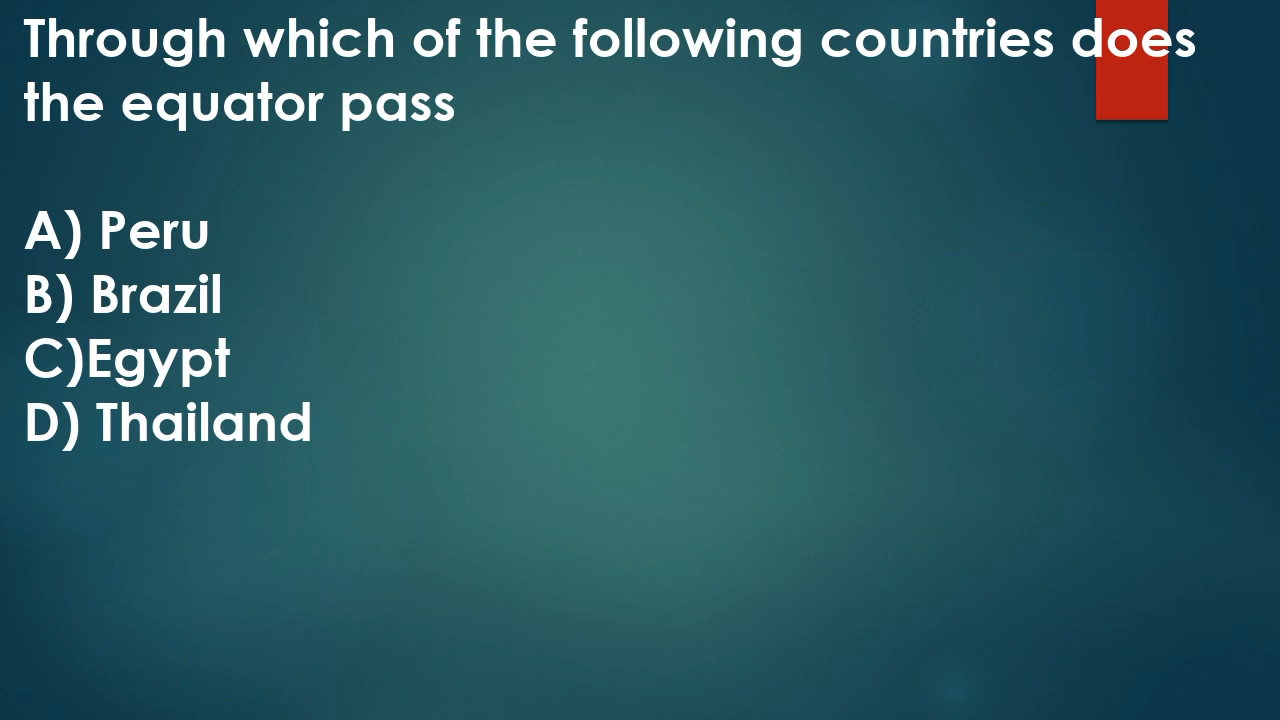 Through which of the following countries does
the equator pass
A) Peru
B) Brazil
C)Egypt
D) Thailand